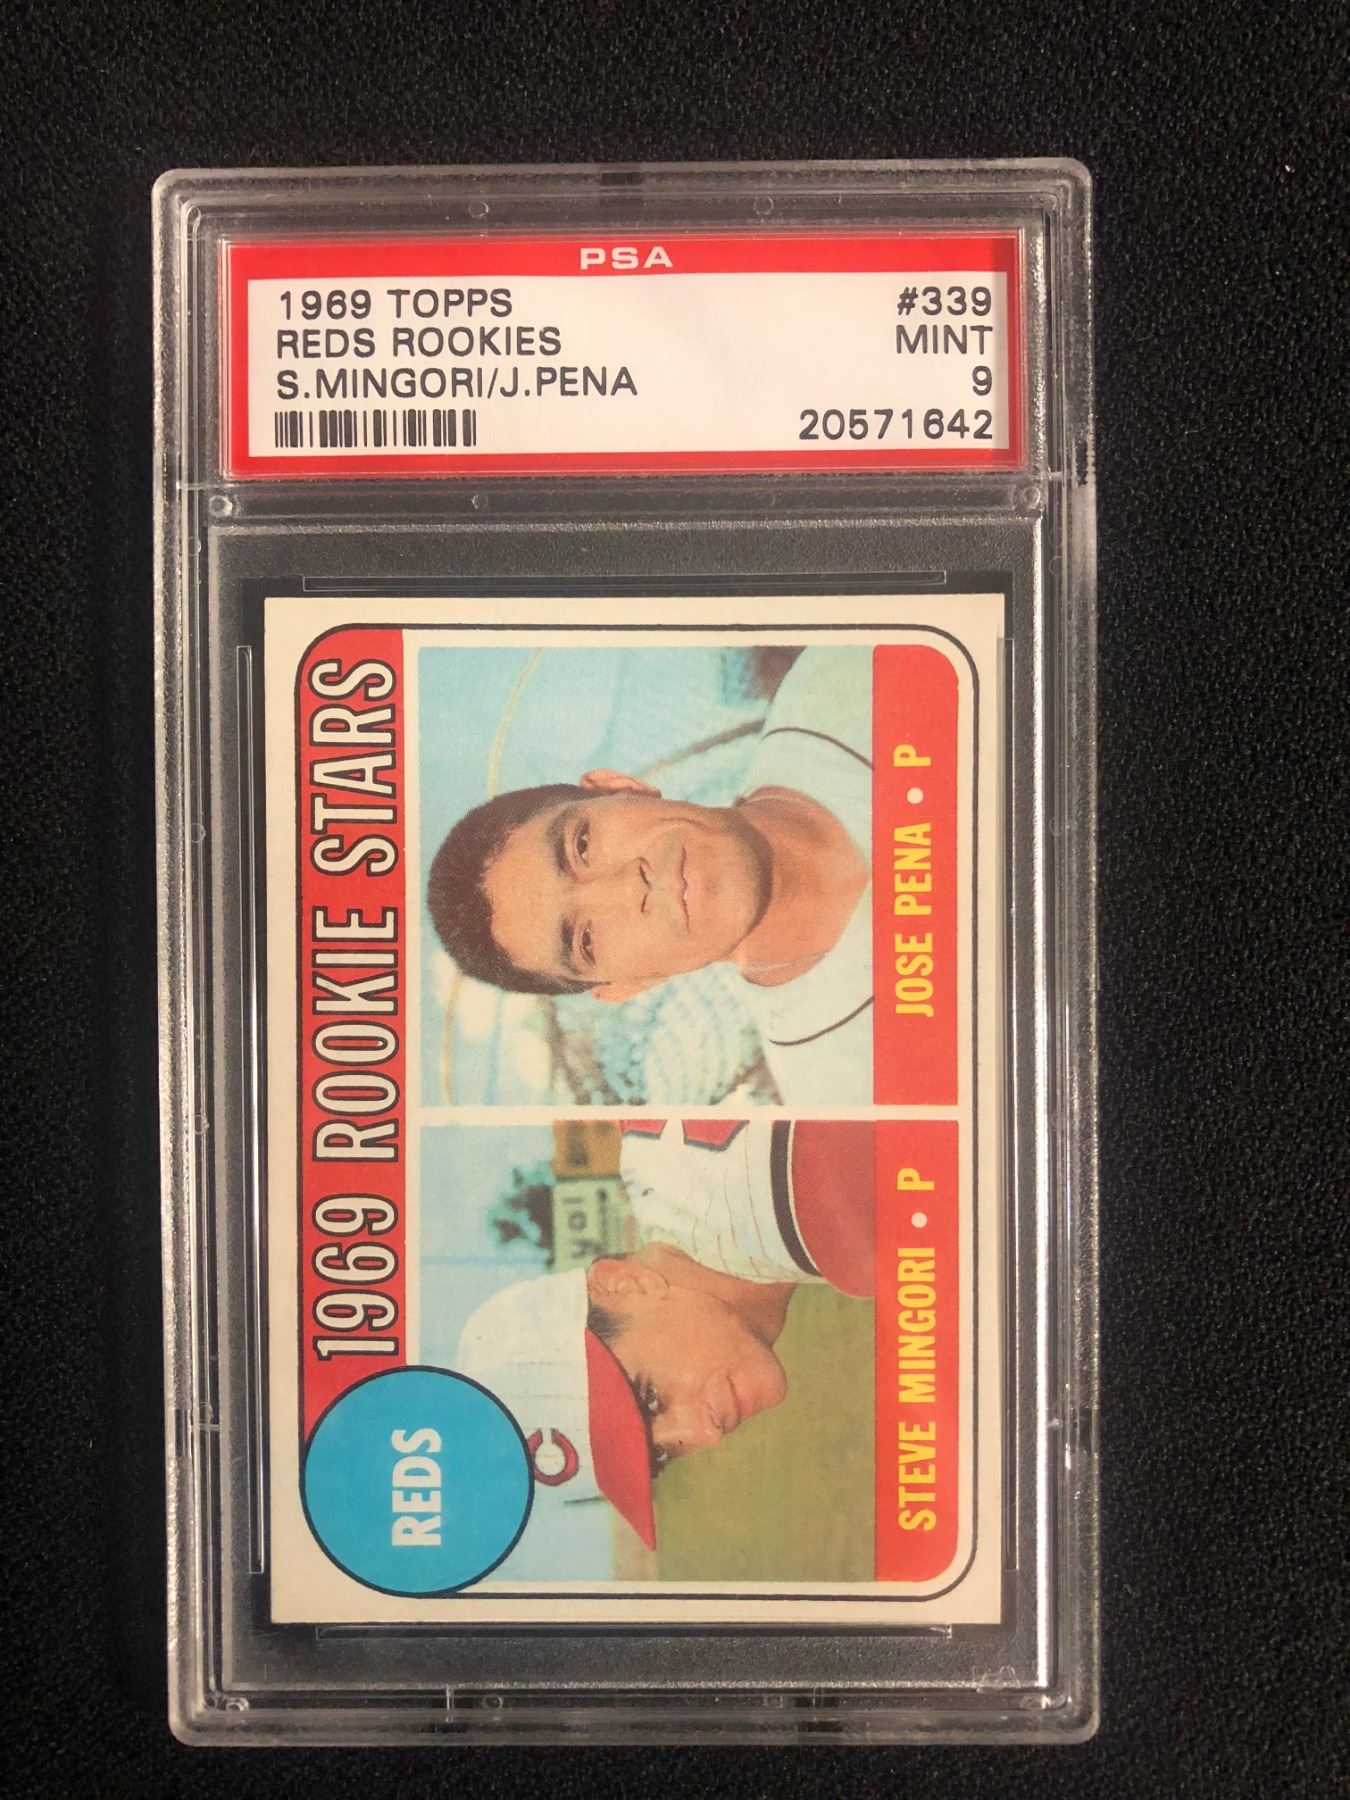 PSA
1969 TOPPS #339
REDS ROOKIES MINT
S.MINGORI/J.PENA 9
20571642
1969 ROOKIE STARS
REDS
C
STEVE MINGORI • P
JOSE PENA • P